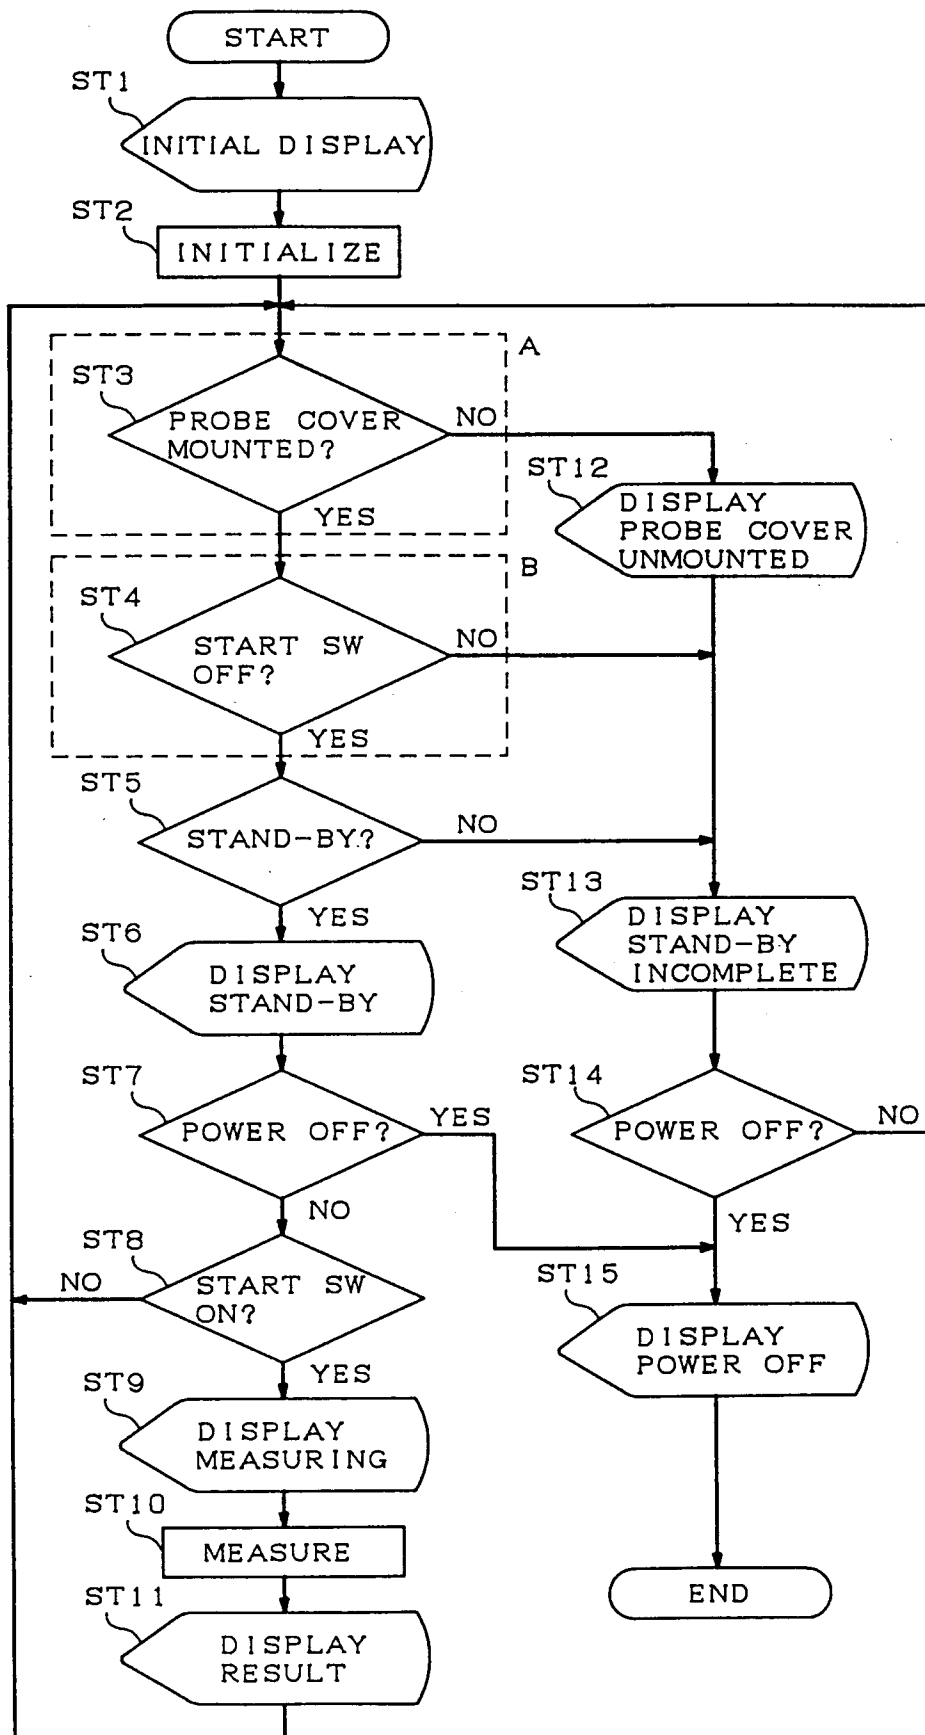 START
ST1
INITIAL DISPLAY
ST2
INITIALIZE
A
ST3
PROBE COVER
MOUNTED?
NO
YES
ST12
DISPLAY
PROBE COVER
UNMOUNTED
B
ST4
START SW
OFF?
NO
YES
ST5
STAND-BY?
NO
YES
ST13
DISPLAY
STAND-BY
INCOMPLETE
ST6
DISPLAY
STAND-BY
ST7
POWER OFF?
YES
NO
ST14
POWER OFF?
NO
YES
ST8
START SW
ON?
NO
YES
ST15
DISPLAY
POWER OFF
ST9
DISPLAY
MEASURING
ST10
MEASURE
END
ST11
DISPLAY
RESULT